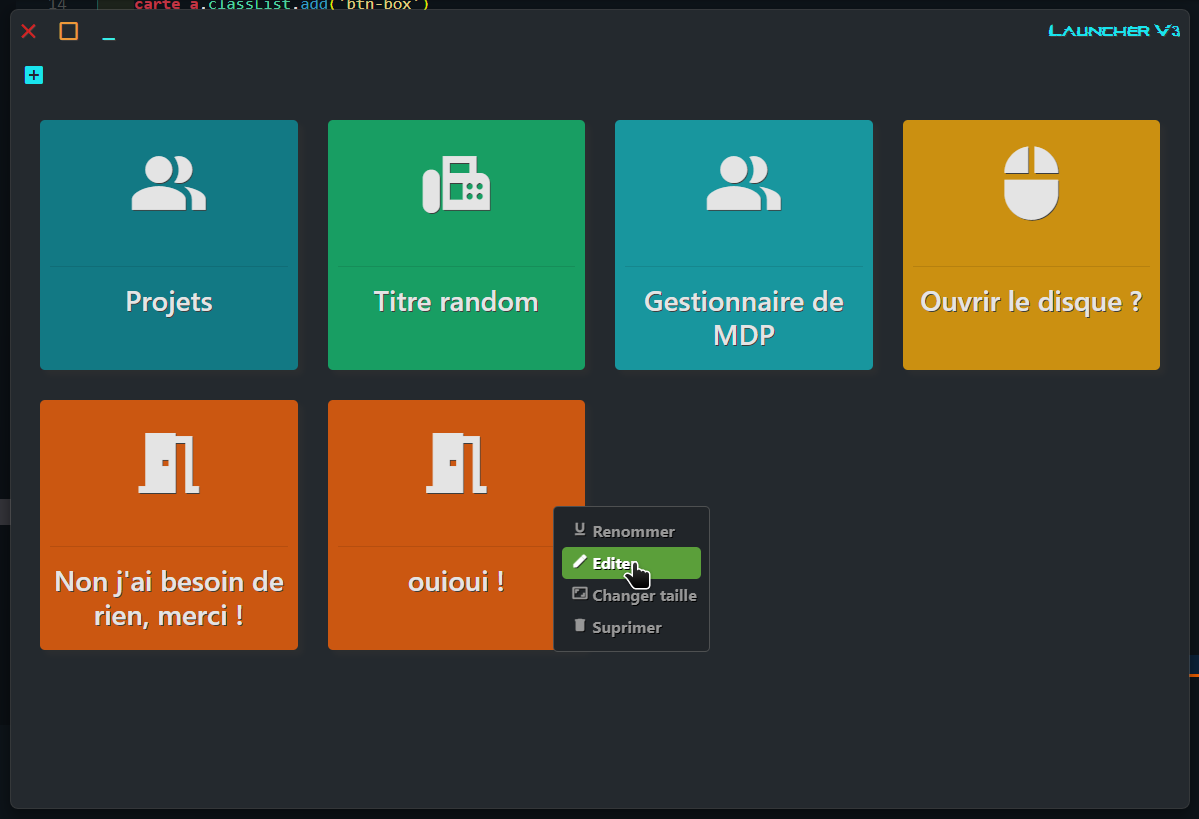 14 carte_a.classList.add('btn-box')
Launcher V3
Projets
Titre random
Gestionnaire de
MDP
Ouvrir le disque ?
Non j'ai besoin de
rien, merci !
ouioui !
Renommer
Editer
Changer taille
Suprimer